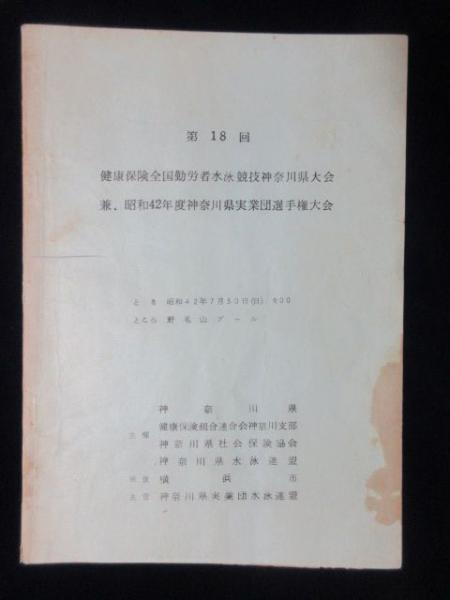 第18回
健康保険全国勤労者水泳競技神奈川県大会
兼、昭和42年度神奈川県実業団選手権大会
とき 昭和42年7月30日(日) 9.00
ところ 野毛山プール
神奈川県
健康保険組合連合会神奈川支部
主催
神奈川県社会保険協会
神奈川県水泳連盟
後援 横浜市
主管 神奈川県実業団水泳連盟